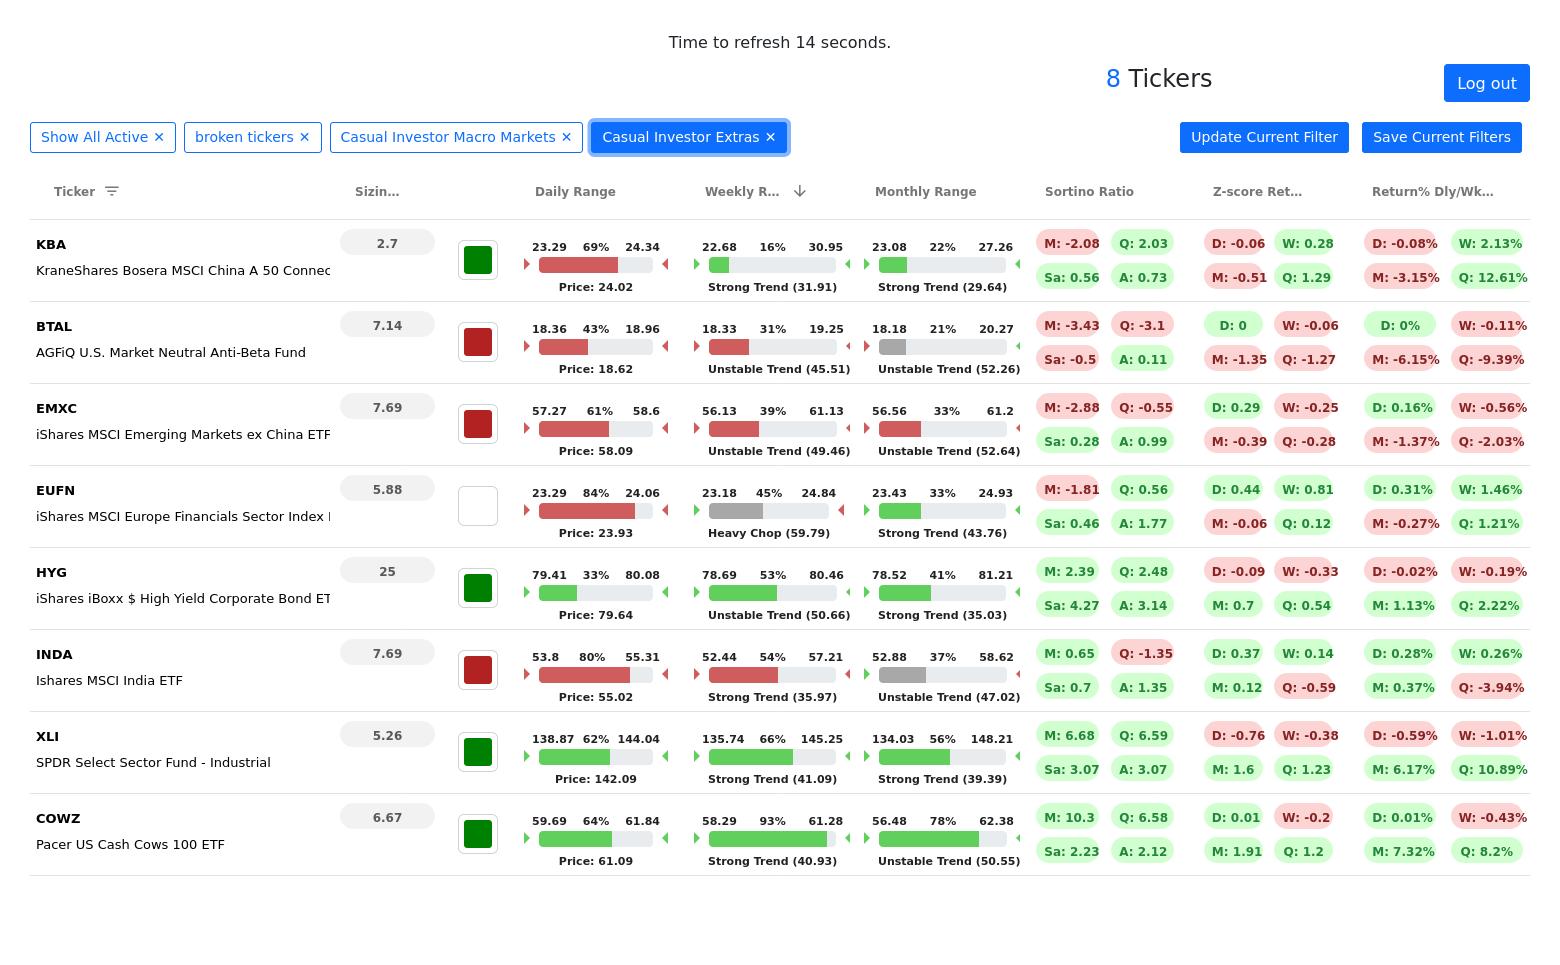 Time to refresh 14 seconds.
8 Tickers
Log out
Show All Active ✕ broken tickers ✕ Casual Investor Macro Markets ✕ Casual Investor Extras ✕ Update Current Filter Save Current Filters
Ticker Sizin... Daily Range Weekly R... Monthly Range Sortino Ratio Z-score Ret... Return% Dly/Wk...
KBA 2.7 23.29 69% 24.34 22.68 16% 30.95 23.08 22% 27.26 M: -2.08 Q: 2.03 D: -0.06 W: 0.28 D: -0.08% W: 2.13%
KraneShares Bosera MSCI China A 50 Connec Price: 24.02 Strong Trend (31.91) Strong Trend (29.64) Sa: 0.56 A: 0.73 M: -0.51 Q: 1.29 M: -3.15% Q: 12.61%
BTAL 7.14 18.36 43% 18.96 18.33 31% 19.25 18.18 21% 20.27 M: -3.43 Q: -3.1 D: 0 W: -0.06 D: 0% W: -0.11%
AGFiQ U.S. Market Neutral Anti-Beta Fund Price: 18.62 Unstable Trend (45.51) Unstable Trend (52.26) Sa: -0.5 A: 0.11 M: -1.35 Q: -1.27 M: -6.15% Q: -9.39%
EMXC 7.69 57.27 61% 58.6 56.13 39% 61.13 56.56 33% 61.2 M: -2.88 Q: -0.55 D: 0.29 W: -0.25 D: 0.16% W: -0.56%
iShares MSCI Emerging Markets ex China ETF Price: 58.09 Unstable Trend (49.46) Unstable Trend (52.64) Sa: 0.28 A: 0.99 M: -0.39 Q: -0.28 M: -1.37% Q: -2.03%
EUFN 5.88 23.29 84% 24.06 23.18 45% 24.84 23.43 33% 24.93 M: -1.81 Q: 0.56 D: 0.44 W: 0.81 D: 0.31% W: 1.46%
iShares MSCI Europe Financials Sector Index Price: 23.93 Heavy Chop (59.79) Strong Trend (43.76) Sa: 0.46 A: 1.77 M: -0.06 Q: 0.12 M: -0.27% Q: 1.21%
HYG 25 79.41 33% 80.08 78.69 53% 80.46 78.52 41% 81.21 M: 2.39 Q: 2.48 D: -0.09 W: -0.33 D: -0.02% W: -0.19%
iShares iBoxx $ High Yield Corporate Bond ET Price: 79.64 Unstable Trend (50.66) Strong Trend (35.03) Sa: 4.27 A: 3.14 M: 0.7 Q: 0.54 M: 1.13% Q: 2.22%
INDA 7.69 53.8 80% 55.31 52.44 54% 57.21 52.88 37% 58.62 M: 0.65 Q: -1.35 D: 0.37 W: 0.14 D: 0.28% W: 0.26%
Ishares MSCI India ETF Price: 55.02 Strong Trend (35.97) Unstable Trend (47.02) Sa: 0.7 A: 1.35 M: 0.12 Q: -0.59 M: 0.37% Q: -3.94%
XLI 5.26 138.87 62% 144.04 135.74 66% 145.25 134.03 56% 148.21 M: 6.68 Q: 6.59 D: -0.76 W: -0.38 D: -0.59% W: -1.01%
SPDR Select Sector Fund - Industrial Price: 142.09 Strong Trend (41.09) Strong Trend (39.39) Sa: 3.07 A: 3.07 M: 1.6 Q: 1.23 M: 6.17% Q: 10.89%
COWZ 6.67 59.69 64% 61.84 58.29 93% 61.28 56.48 78% 62.38 M: 10.3 Q: 6.58 D: 0.01 W: -0.2 D: 0.01% W: -0.43%
Pacer US Cash Cows 100 ETF Price: 61.09 Strong Trend (40.93) Unstable Trend (50.55) Sa: 2.23 A: 2.12 M: 1.91 Q: 1.2 M: 7.32% Q: 8.2%